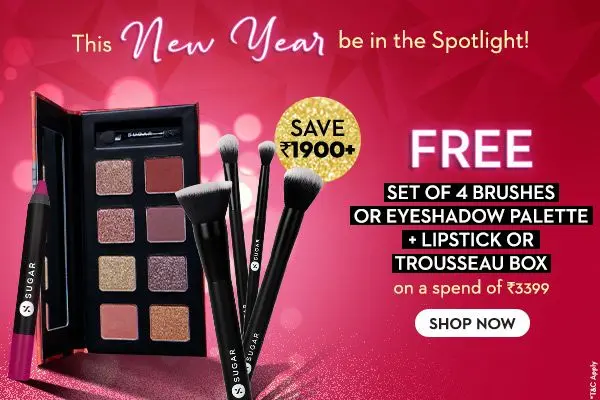 This New Year be in the Spotlight!
SUGAR
SAVE
₹1900+
FREE
SET OF 4 BRUSHES
OR EYESHADOW PALETTE
+ LIPSTICK OR
TROUSSEAU BOX
on a spend of ₹3399
SHOP NOW
SUGAR
SUGAR
SUGAR
*T&C Apply